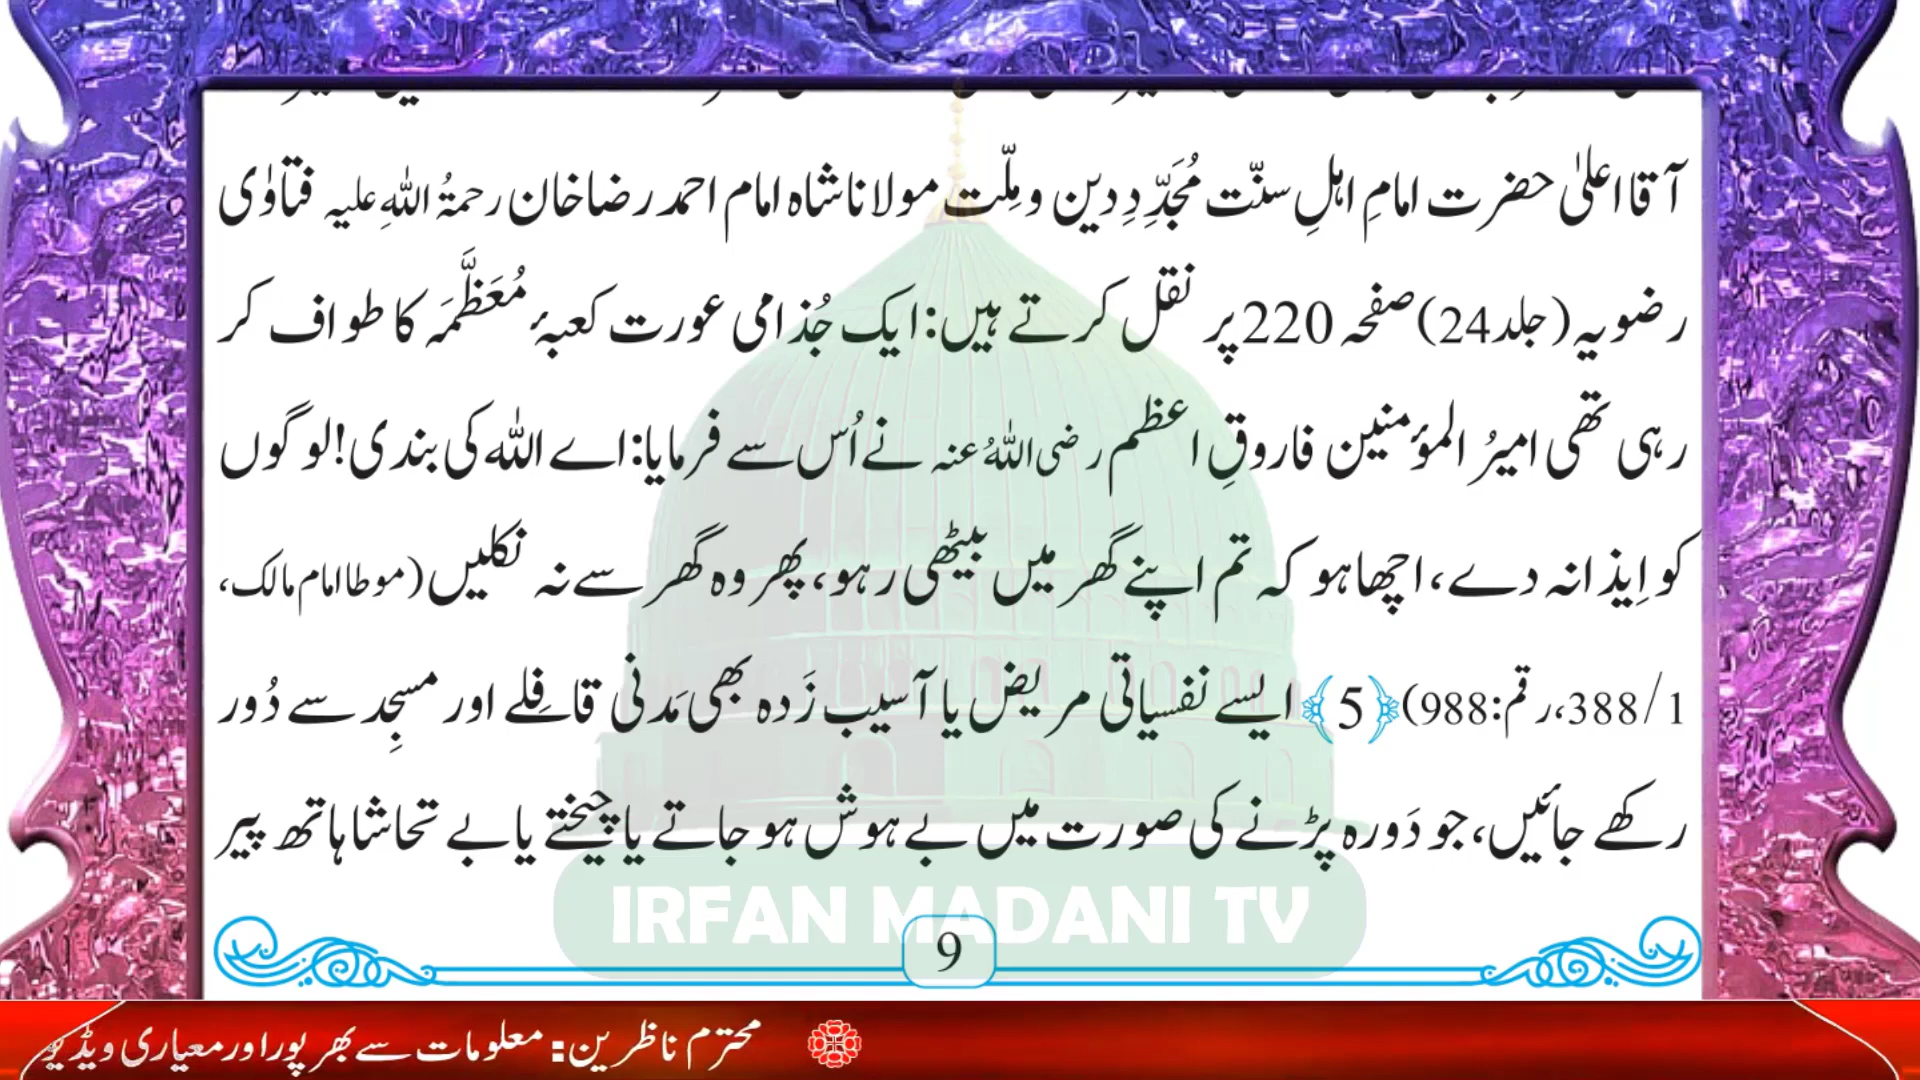 آقا اعلیٰ حضرت امامِ اہلِ سنّت مُجَدِّدِ دین و مِلّت مولانا شاہ امام احمد رضا خان رحمۃُ اللہِ علیہ فتاوٰی
رضویہ (جلد 24) صفحہ 220 پر نقل کرتے ہیں: ایک جُذامی عورت کعبۂ مُعَظَّمَہ کا طواف کر
رہی تھی امیرُ المؤمنین فاروقِ اعظم رضی اللہُ عنہ نے اُس سے فرمایا: اے اللہ کی بندی! لوگوں
کو اِیذا نہ دے، اچھا ہو کہ تم اپنے گھر میں بیٹھی رہو، پھر وہ گھر سے نہ نکلیں (موطا امام مالک،
1/388، رقم: 988) ﴿5﴾ ایسے نفسیاتی مریض یا آسیب زَدہ بھی مَدنی قافِلے اور مسجِد سے دُور
رکھے جائیں، جو دَورہ پڑنے کی صورت میں بے ہوش ہو جاتے یا چیختے یا بے تحاشا ہاتھ پیر
IRFAN MADANI TV
9
محترم ناظرین: معلومات سے بھرپور اور معیاری ویڈیو